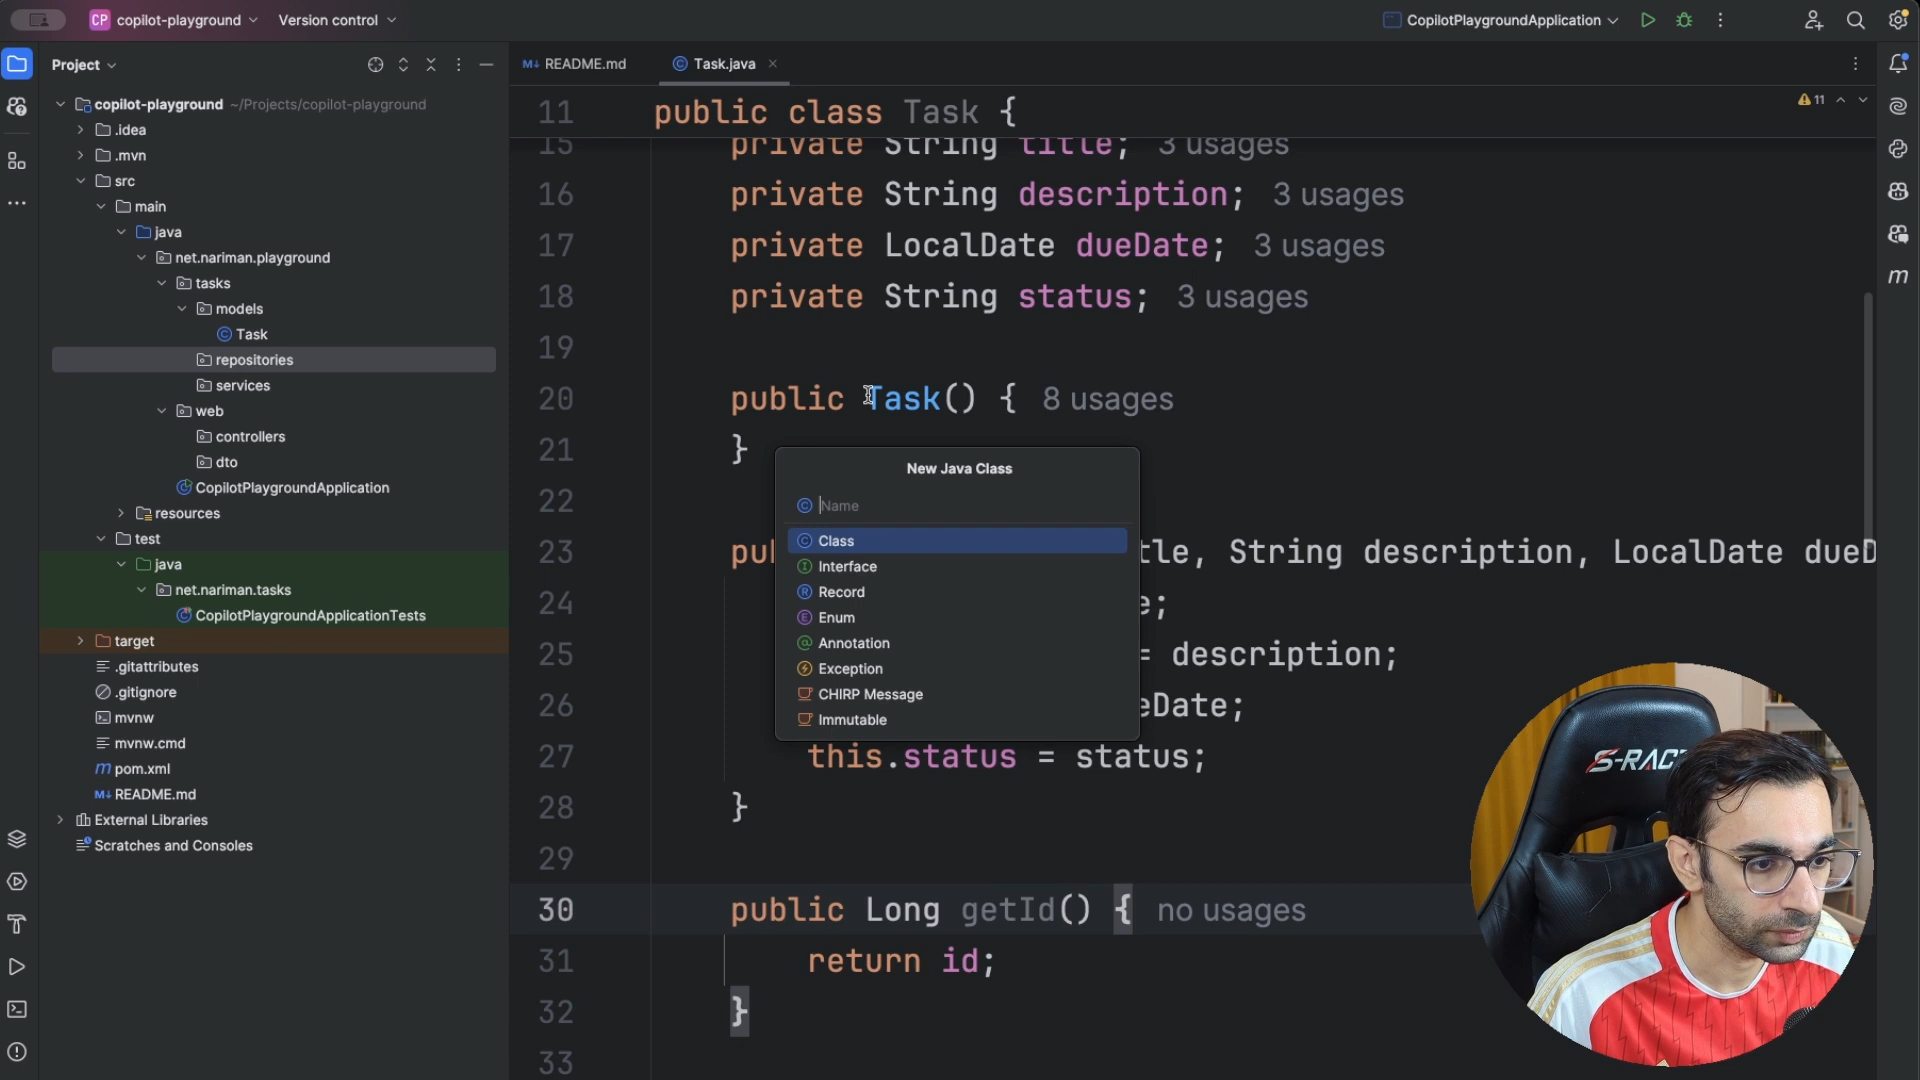 CP copilot-playground
Version control
CopilotPlaygroundApplication
Project
README.md
Task.java
copilot-playground ~/Projects/copilot-playground
.idea
.mvn
src
main
java
net.nariman.playground
tasks
models
Task
repositories
services
web
controllers
dto
CopilotPlaygroundApplication
resources
test
java
net.nariman.tasks
CopilotPlaygroundApplicationTests
target
.gitattributes
.gitignore
mvnw
mvnw.cmd
pom.xml
README.md
External Libraries
Scratches and Consoles
11 public class Task {
11
15 private String title; 3 usages
16 private String description; 3 usages
17 private LocalDate dueDate; 3 usages
18 private String status; 3 usages
19
20 public Task() { 8 usages
21 }
22
23 pu tle, String description, LocalDate dueD
24 e;
25 = description;
26 eDate;
27 this.status = status;
28 }
29
30 public Long getId() { no usages
31 return id;
32 }
33
New Java Class
Name
Class
Interface
Record
Enum
Annotation
Exception
CHIRP Message
Immutable
S-RAC